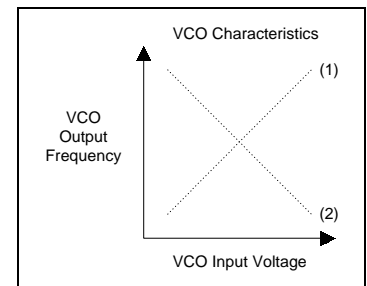 VCO Characteristics
(1)
VCO
Output
Frequency
(2)
VCO Input Voltage